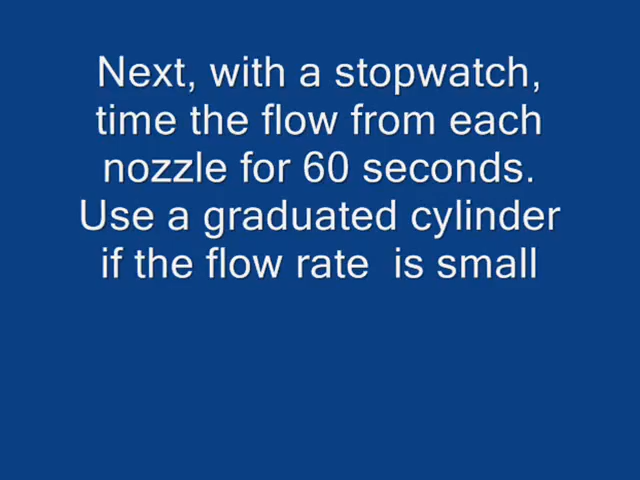 Next, with a stopwatch,
time the flow from each
nozzle for 60 seconds.
Use a graduated cylinder
if the flow rate  is small